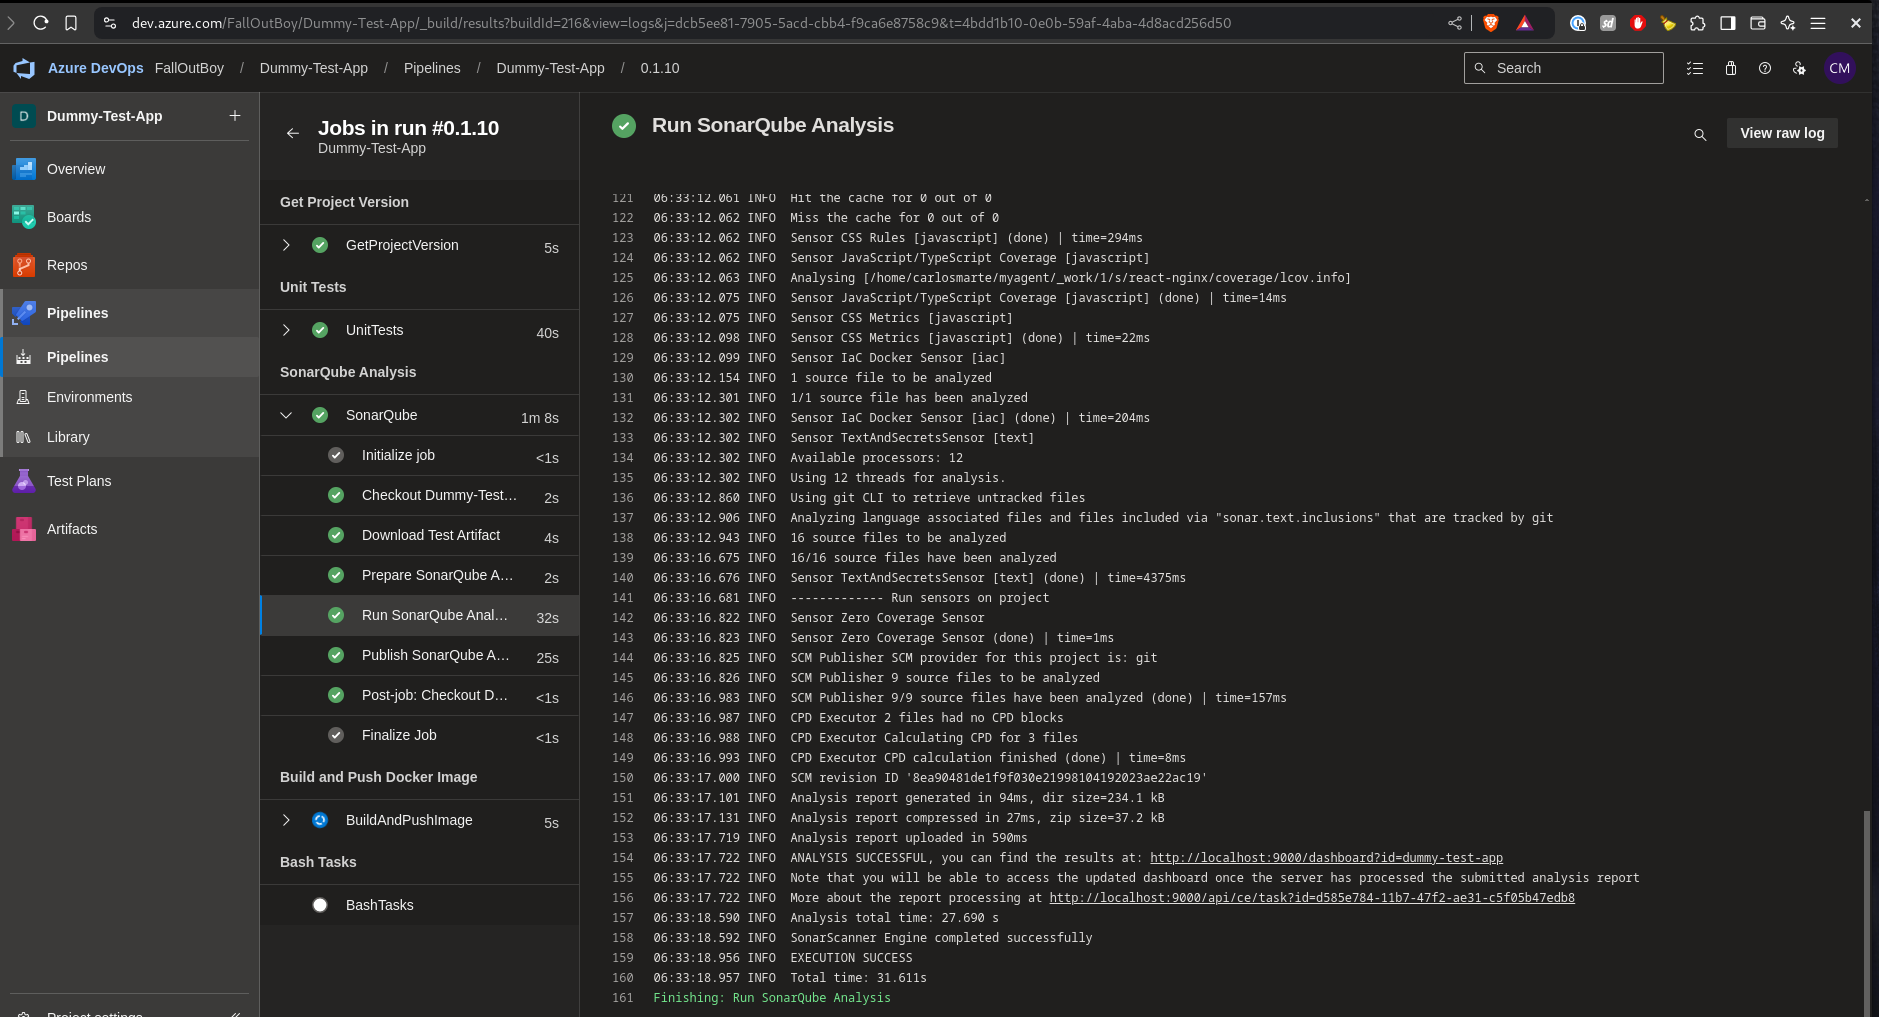 dev.azure.com/FallOutBoy/Dummy-Test-App/_build/results?buildId=216&view=logs&j=dcb5ee81-7905-5acd-cbb4-f9ca6e8758c9&t=4bdd1b10-0e0b-59af-4aba-4d8acd256d50
Azure DevOps FallOutBoy / Dummy-Test-App / Pipelines / Dummy-Test-App / 0.1.10
Search
CM
D Dummy-Test-App +
Overview
Boards
Repos
Pipelines
Pipelines
Environments
Library
Test Plans
Artifacts
Project settings
Jobs in run #0.1.10
Dummy-Test-App
Get Project Version
GetProjectVersion 5s
Unit Tests
UnitTests 40s
SonarQube Analysis
SonarQube 1m 8s
Initialize job <1s
Checkout Dummy-Test... 2s
Download Test Artifact 4s
Prepare SonarQube A... 2s
Run SonarQube Anal... 32s
Publish SonarQube A... 25s
Post-job: Checkout D... <1s
Finalize Job <1s
Build and Push Docker Image
BuildAndPushImage 5s
Bash Tasks
BashTasks
Run SonarQube Analysis
View raw log
121 06:33:12.061 INFO Hit the cache for 0 out of 0
122 06:33:12.062 INFO Miss the cache for 0 out of 0
123 06:33:12.062 INFO Sensor CSS Rules [javascript] (done) | time=294ms
124 06:33:12.062 INFO Sensor JavaScript/TypeScript Coverage [javascript]
125 06:33:12.063 INFO Analysing [/home/carlosmarte/myagent/_work/1/s/react-nginx/coverage/lcov.info]
126 06:33:12.075 INFO Sensor JavaScript/TypeScript Coverage [javascript] (done) | time=14ms
127 06:33:12.075 INFO Sensor CSS Metrics [javascript]
128 06:33:12.098 INFO Sensor CSS Metrics [javascript] (done) | time=22ms
129 06:33:12.099 INFO Sensor IaC Docker Sensor [iac]
130 06:33:12.154 INFO 1 source file to be analyzed
131 06:33:12.301 INFO 1/1 source file has been analyzed
132 06:33:12.302 INFO Sensor IaC Docker Sensor [iac] (done) | time=204ms
133 06:33:12.302 INFO Sensor TextAndSecretsSensor [text]
134 06:33:12.302 INFO Available processors: 12
135 06:33:12.302 INFO Using 12 threads for analysis.
136 06:33:12.860 INFO Using git CLI to retrieve untracked files
137 06:33:12.906 INFO Analyzing language associated files and files included via "sonar.text.inclusions" that are tracked by git
138 06:33:12.943 INFO 16 source files to be analyzed
139 06:33:16.675 INFO 16/16 source files have been analyzed
140 06:33:16.676 INFO Sensor TextAndSecretsSensor [text] (done) | time=4375ms
141 06:33:16.681 INFO ------------- Run sensors on project
142 06:33:16.822 INFO Sensor Zero Coverage Sensor
143 06:33:16.823 INFO Sensor Zero Coverage Sensor (done) | time=1ms
144 06:33:16.825 INFO SCM Publisher SCM provider for this project is: git
145 06:33:16.826 INFO SCM Publisher 9 source files to be analyzed
146 06:33:16.983 INFO SCM Publisher 9/9 source files have been analyzed (done) | time=157ms
147 06:33:16.987 INFO CPD Executor 2 files had no CPD blocks
148 06:33:16.988 INFO CPD Executor Calculating CPD for 3 files
149 06:33:16.993 INFO CPD Executor CPD calculation finished (done) | time=8ms
150 06:33:17.000 INFO SCM revision ID '8ea90481de1f9f030e21998104192023ae22ac19'
151 06:33:17.101 INFO Analysis report generated in 94ms, dir size=234.1 kB
152 06:33:17.131 INFO Analysis report compressed in 27ms, zip size=37.2 kB
153 06:33:17.719 INFO Analysis report uploaded in 590ms
154 06:33:17.722 INFO ANALYSIS SUCCESSFUL, you can find the results at: http://localhost:9000/dashboard?id=dummy-test-app
155 06:33:17.722 INFO Note that you will be able to access the updated dashboard once the server has processed the submitted analysis report
156 06:33:17.722 INFO More about the report processing at http://localhost:9000/api/ce/task?id=d585e784-11b7-47f2-ae31-c5f05b47edb8
157 06:33:18.590 INFO Analysis total time: 27.690 s
158 06:33:18.592 INFO SonarScanner Engine completed successfully
159 06:33:18.956 INFO EXECUTION SUCCESS
160 06:33:18.957 INFO Total time: 31.611s
161 Finishing: Run SonarQube Analysis